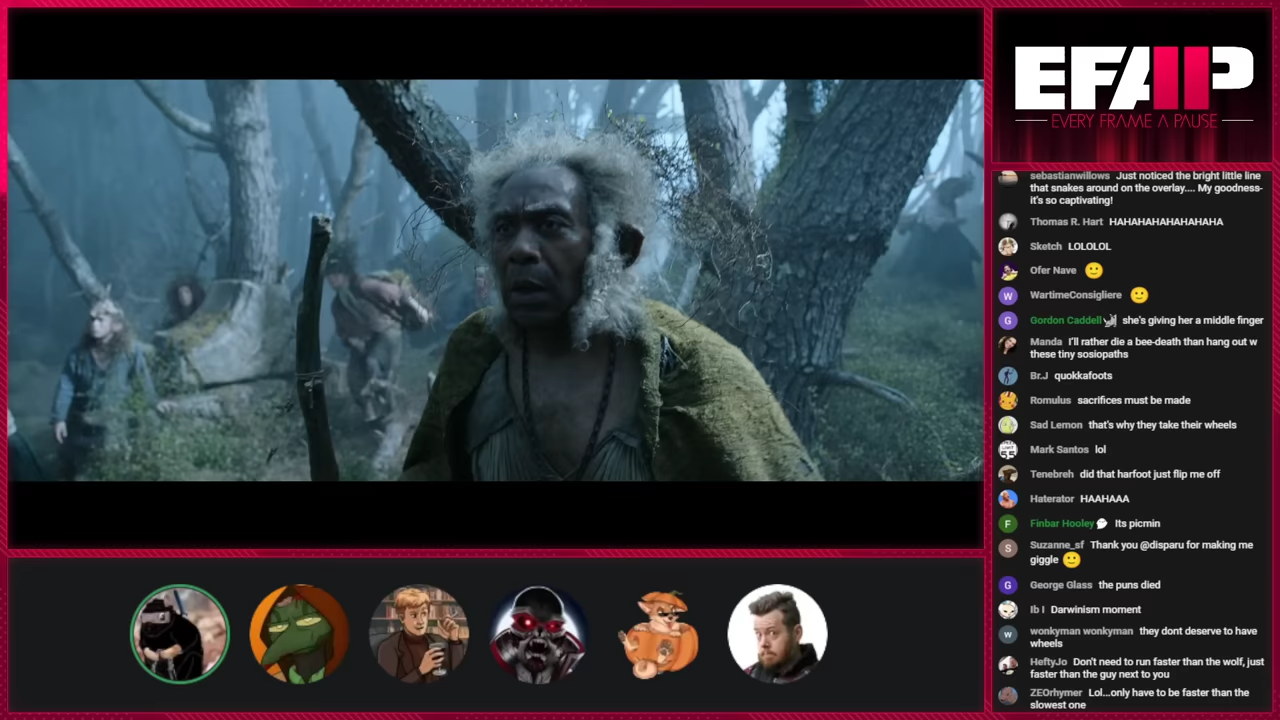 EFAP
EVERY FRAME A PAUSE
sebastianwillows Just noticed the bright little line
that snakes around on the overlay.... My goodness-
it's so captivating!
Thomas R. Hart HAHAHAHAHAHAHAHA
Sketch LOLOLOL
Ofer Nave
W WartimeConsigliere
G Gordon Caddell she's giving her a middle finger
Manda I'll rather die a bee-death than hang out w
these tiny sosiopaths
Br.J quokkafoots
Romulus sacrifices must be made
Sad Lemon that's why they take their wheels
Mark Santos lol
Tenebreh did that harfoot just flip me off
Haterator HAAHAAA
F Finbar Hooley Its picmin
S Suzanne_sf Thank you @disparu for making me
giggle
G George Glass the puns died
Ib I Darwinism moment
w wonkyman wonkyman they dont deserve to have
wheels
HeftyJo Don't need to run faster than the wolf, just
faster than the guy next to you
ZEOrhymer Lol...only have to be faster than the
slowest one